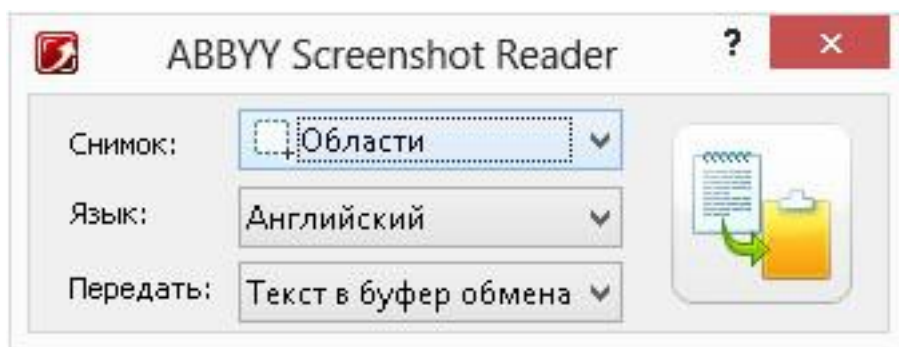 ABBYY Screenshot Reader ? ×
Снимок: Области
Язык: Английский
Передать: Текст в буфер обмена